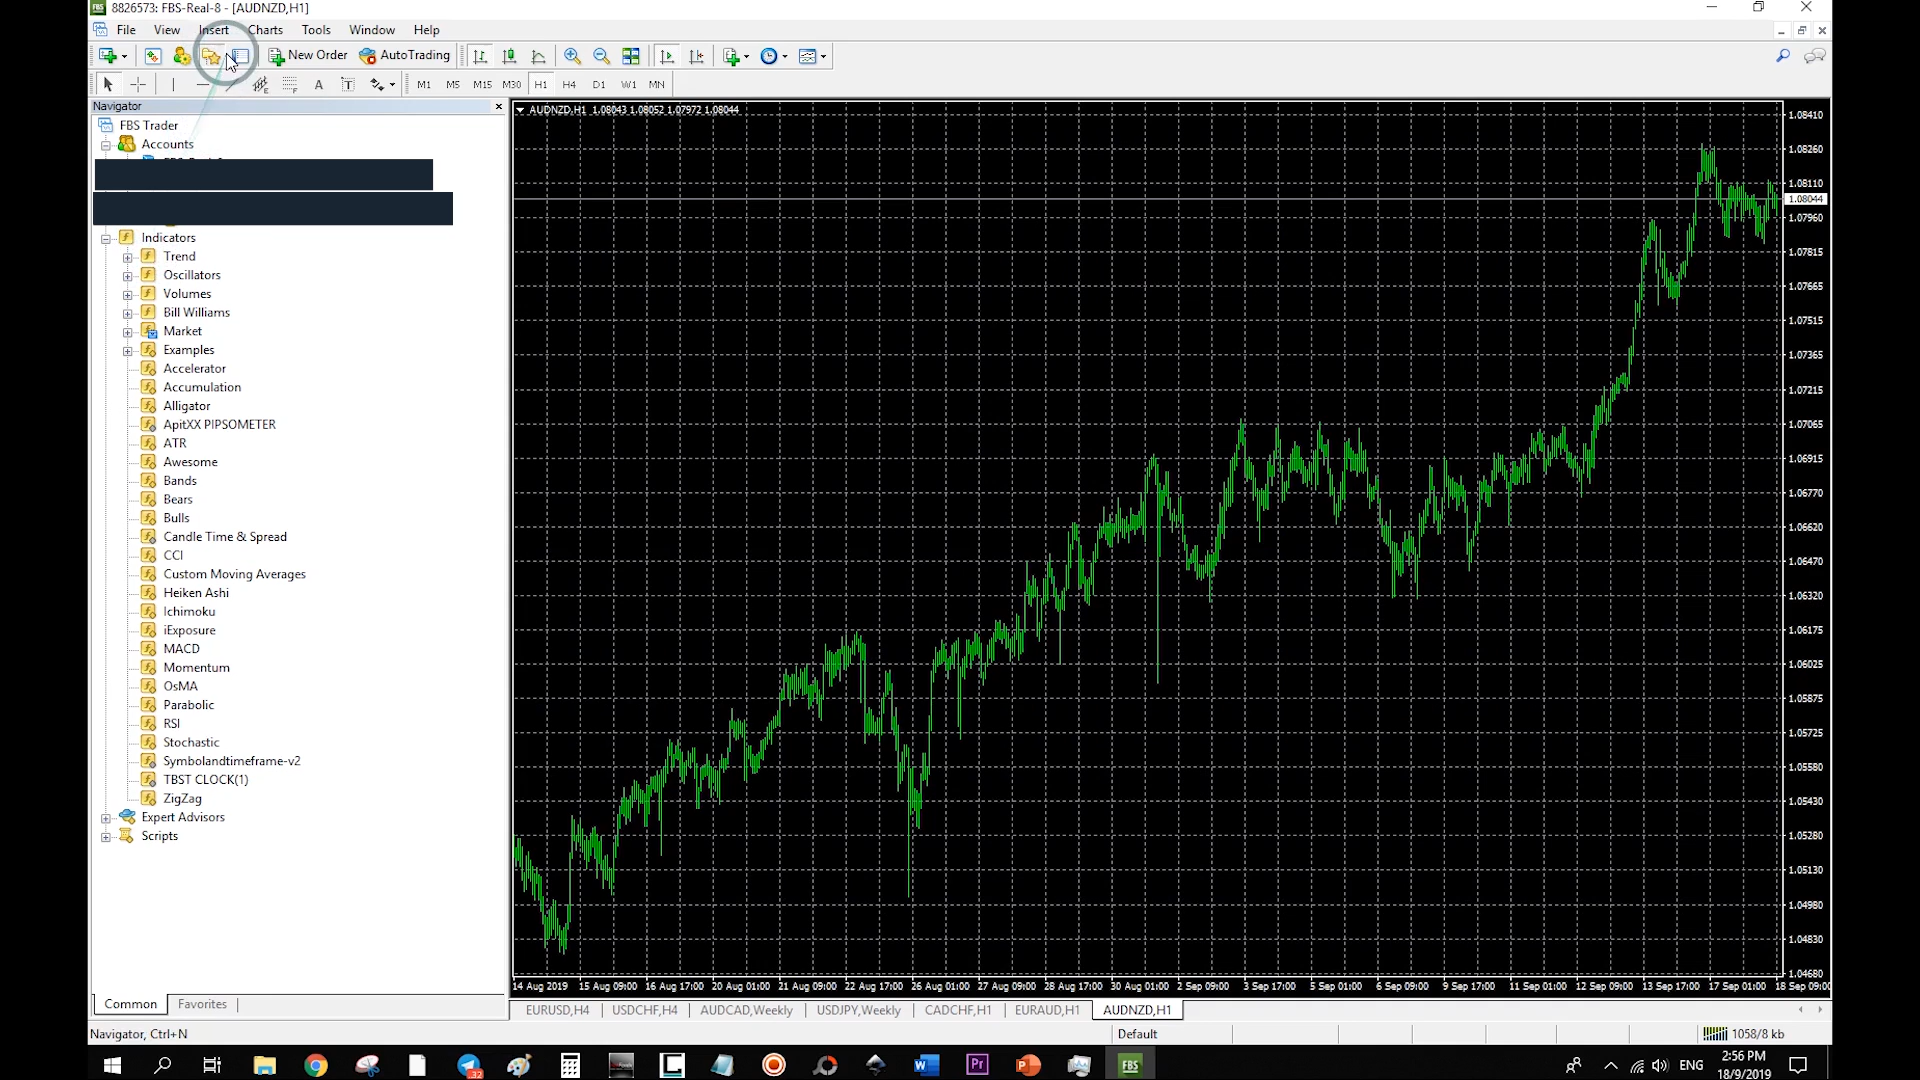 8826573: FBS-Real-8 - [AUDNZD,H1]
File View Insert Charts Tools Window Help
New Order AutoTrading
A T M1 M5 M15 M30 H1 H4 D1 W1 MN
Navigator
FBS Trader
Accounts
Indicators
Trend
Oscillators
Volumes
Bill Williams
Market
Examples
Accelerator
Accumulation
Alligator
ApitXX PIPSOMETER
ATR
Awesome
Bands
Bears
Bulls
Candle Time & Spread
CCI
Custom Moving Averages
Heiken Ashi
Ichimoku
iExposure
MACD
Momentum
OsMA
Parabolic
RSI
Stochastic
Symbolandtimeframe-v2
TBST CLOCK(1)
ZigZag
Expert Advisors
Scripts
Common Favorites
AUDNZD,H1 1.08043 1.08052 1.07972 1.08044
1.08410
1.08260
1.08110
1.08044
1.07960
1.07815
1.07665
1.07515
1.07365
1.07215
1.07065
1.06915
1.06770
1.06620
1.06470
1.06320
1.06175
1.06025
1.05875
1.05725
1.05580
1.05430
1.05280
1.05130
1.04980
1.04830
1.04680
14 Aug 2019 15 Aug 09:00 16 Aug 17:00 20 Aug 01:00 21 Aug 09:00 22 Aug 17:00 26 Aug 01:00 27 Aug 09:00 28 Aug 17:00 30 Aug 01:00 2 Sep 09:00 3 Sep 17:00 5 Sep 01:00 6 Sep 09:00 9 Sep 17:00 11 Sep 01:00 12 Sep 09:00 13 Sep 17:00 17 Sep 01:00 18 Sep 09:00
EURUSD,H4 USDCHF,H4 AUDCAD,Weekly USDJPY,Weekly CADCHF,H1 EURAUD,H1 AUDNZD,H1
Navigator, Ctrl+N Default 1058/8 kb
32 FBS ENG 2:56 PM
18/9/2019